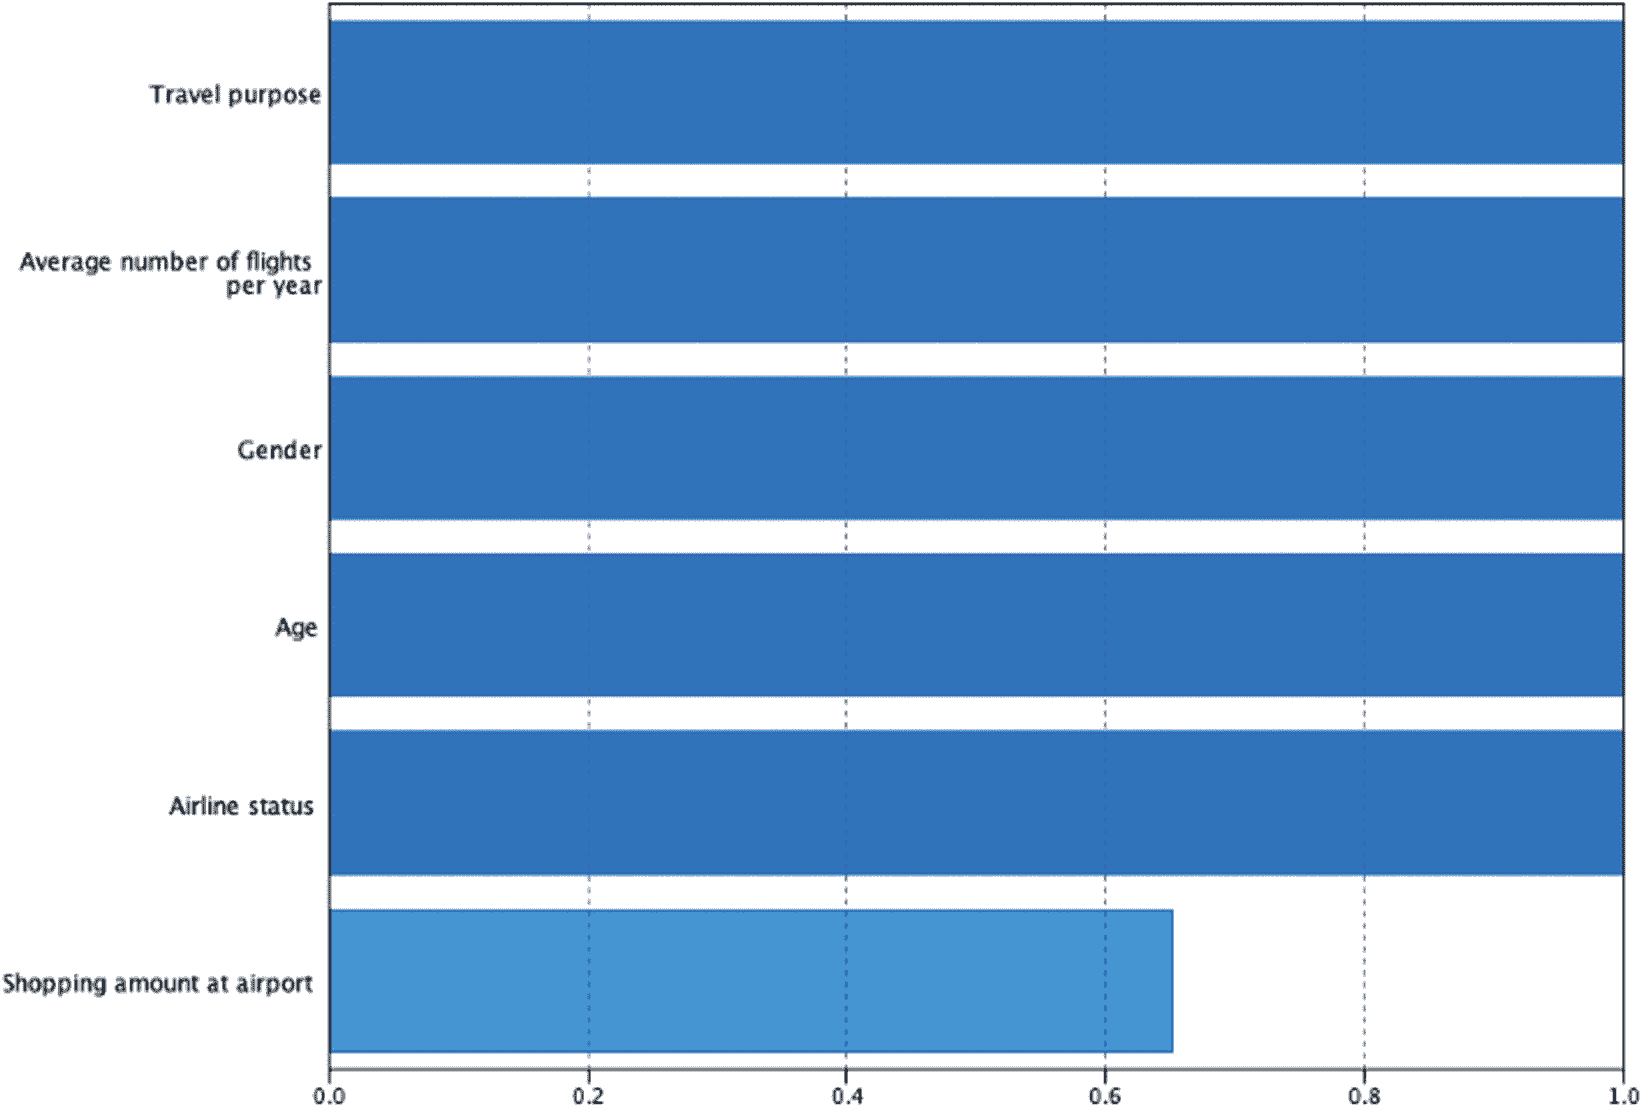 Travel purpose
Average number of flights
per year
Gender
Age
Airline status
Shopping amount at airport
0.0 0.2 0.4 0.6 0.8 1.0